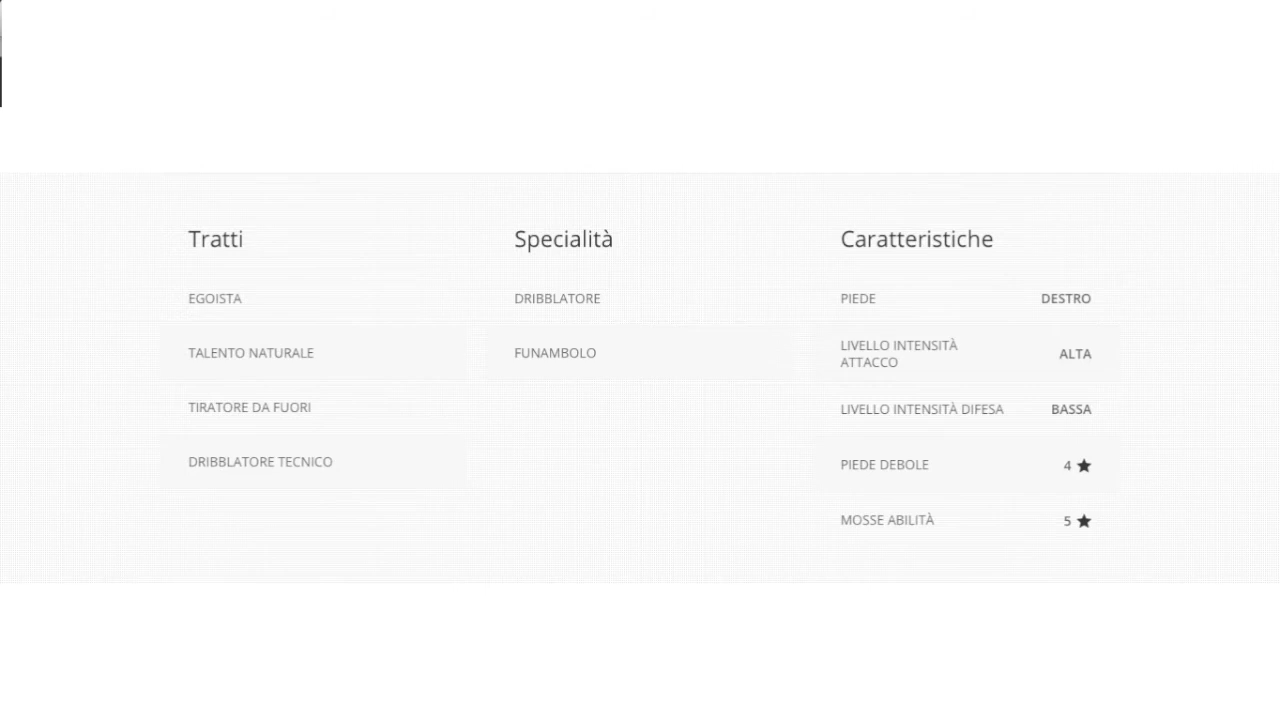 Tratti
EGOISTA
TALENTO NATURALE
TIRATORE DA FUORI
DRIBBLATORE TECNICO
Specialità
DRIBBLATORE
FUNAMBOLO
Caratteristiche
PIEDE DESTRO
LIVELLO INTENSITÀ
ATTACCO ALTA
LIVELLO INTENSITÀ DIFESA BASSA
PIEDE DEBOLE 4
MOSSE ABILITÀ 5